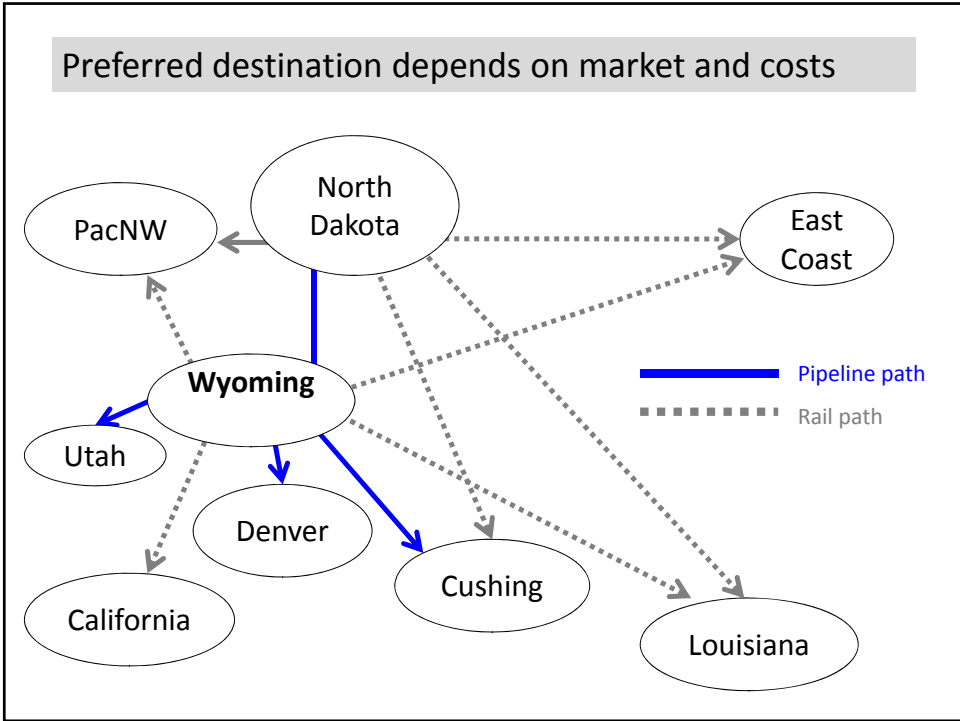 Preferred destination depends on market and costs
North
Dakota
PacNW
East
Coast
Wyoming
Pipeline path
Rail path
Utah
Denver
Cushing
California
Louisiana